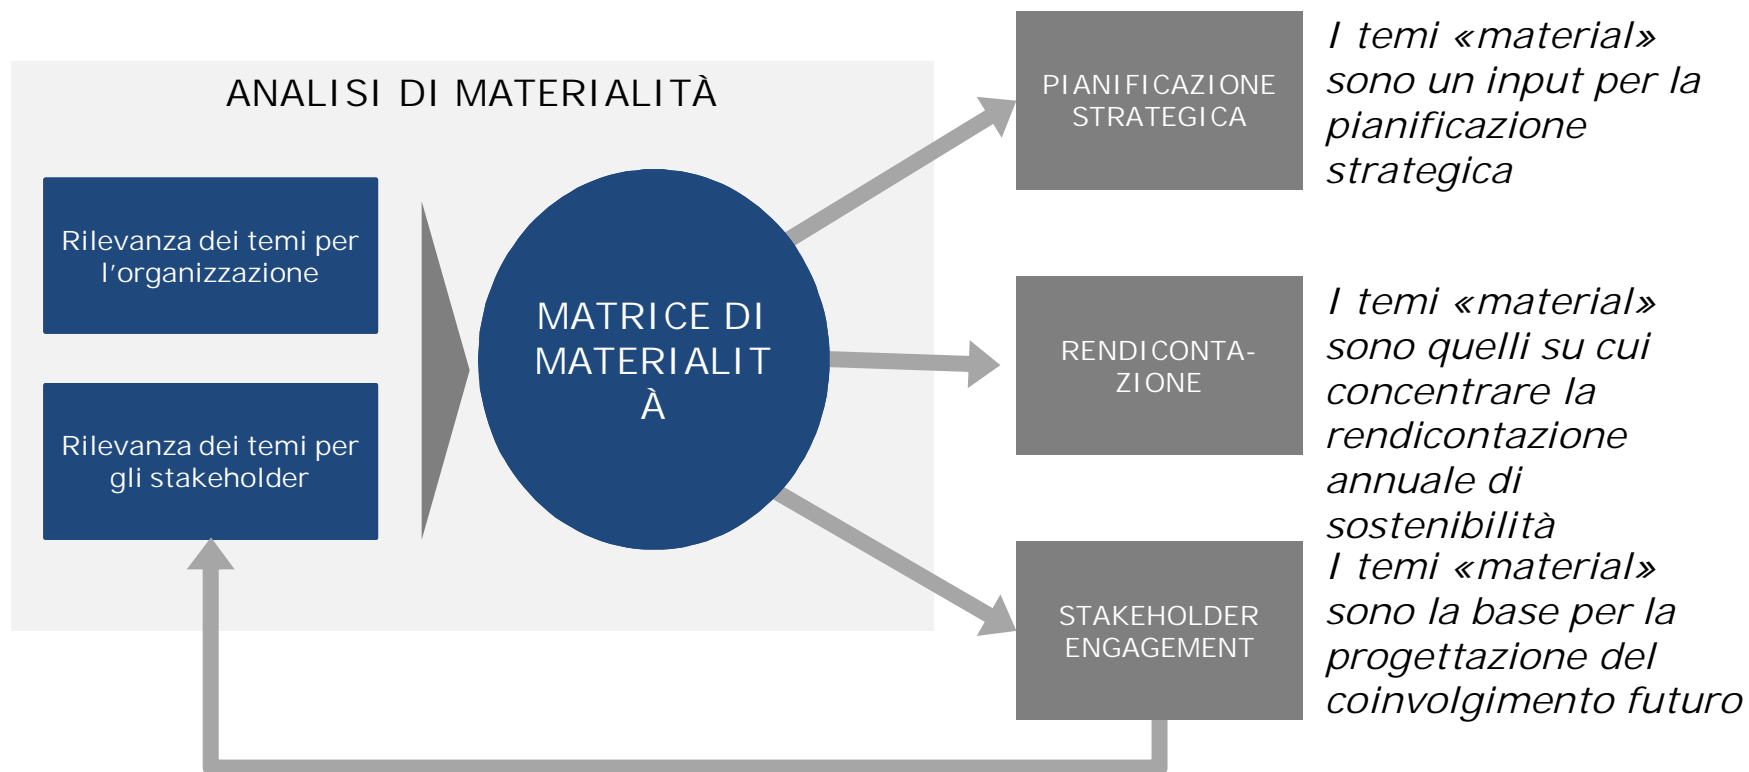 ANALISI DI MATERIALITÀ
Rilevanza dei temi per
l'organizzazione
Rilevanza dei temi per
gli stakeholder
MATRICE DI
MATERIALIT
À
PIANIFICAZIONE
STRATEGICA
I temi «material»
sono un input per la
pianificazione
strategica
RENDICONTA-
ZIONE
I temi «material»
sono quelli su cui
concentrare la
rendicontazione
annuale di
sostenibilità
STAKEHOLDER
ENGAGEMENT
I temi «material»
sono la base per la
progettazione del
coinvolgimento futuro